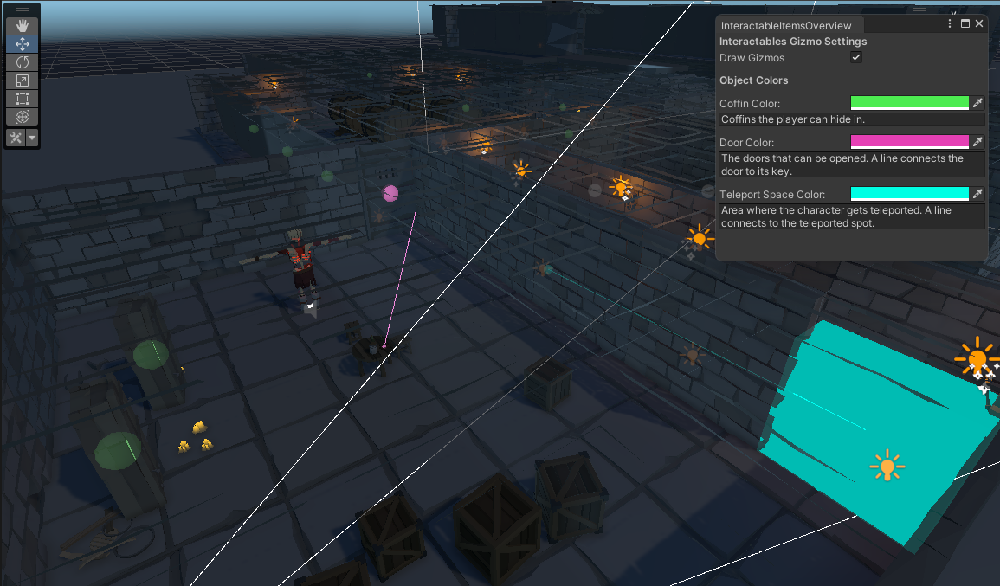 InteractableItemsOverview
Interactables Gizmo Settings
Draw Gizmos
Object Colors
Coffin Color:
Coffins the player can hide in.
Door Color:
The doors that can be opened. A line connects the
door to its key.
Teleport Space Color:
Area where the character gets teleported. A line
connects to the teleported spot.